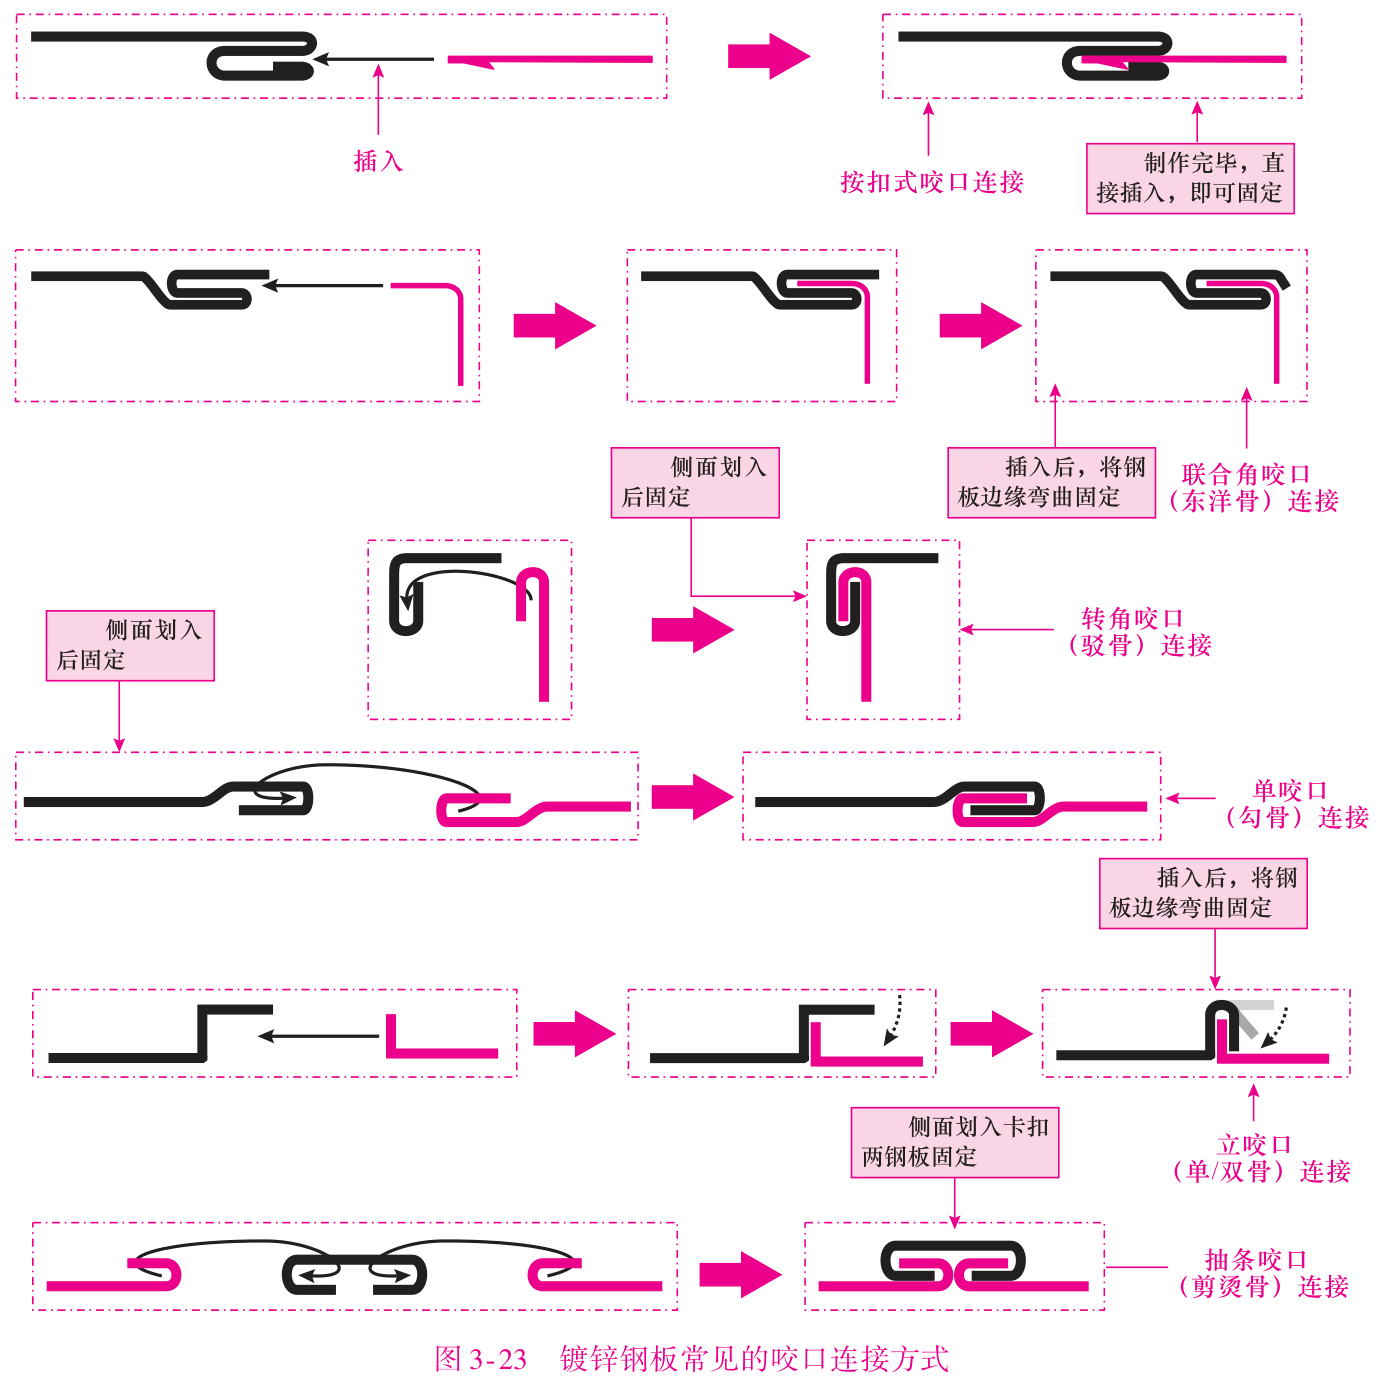 插入
按扣式咬口连接
制作完毕，直
接插入，即可固定
侧面划入
后固定
插入后，将钢
板边缘弯曲固定
联合角咬口
（东洋骨）连接
转角咬口
（驳骨）连接
侧面划入
后固定
单咬口
（勾骨）连接
插入后，将钢
板边缘弯曲固定
立咬口
（单/双骨）连接
侧面划入卡扣
两钢板固定
抽条咬口
（剪烫骨）连接
图 3-23 镀锌钢板常见的咬口连接方式